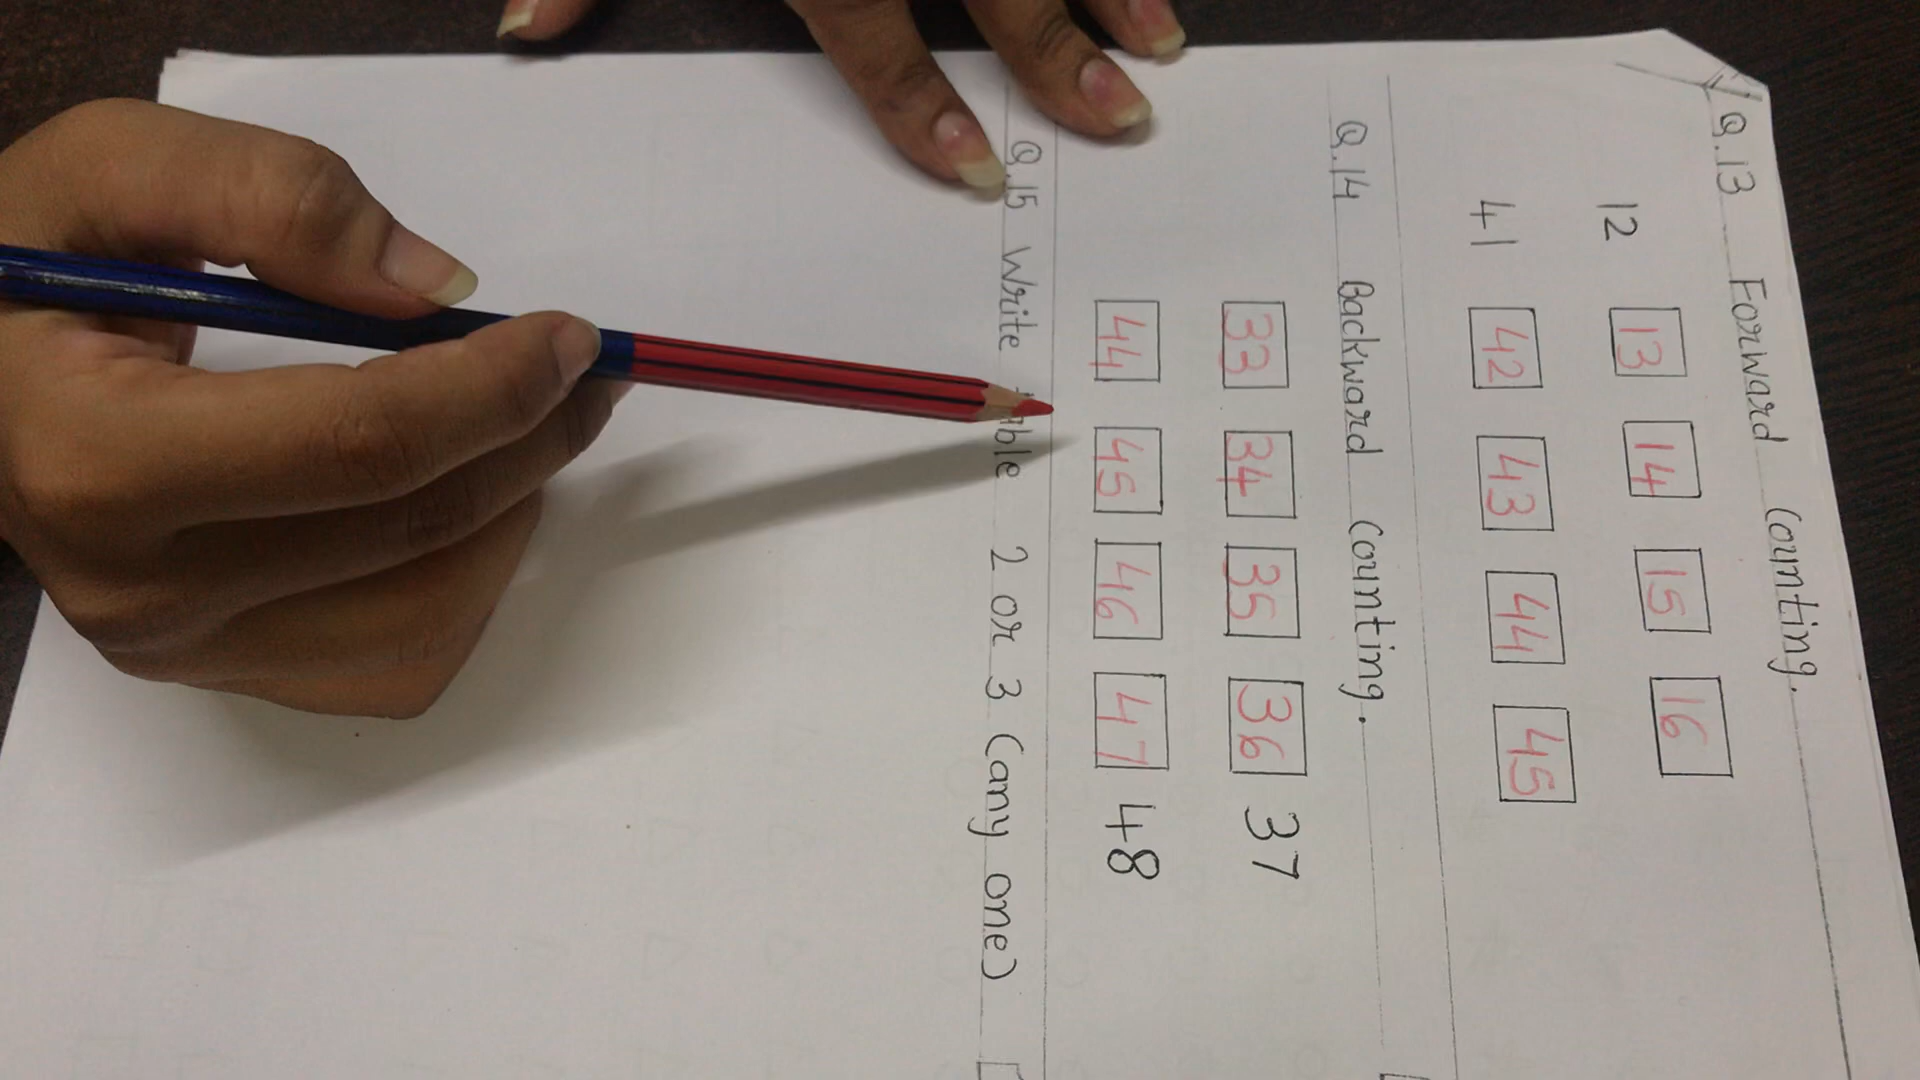 Q.13 Forward Counting.
12 13 14 15 16
41 42 43 44 45
Q.14 Backward Counting.
33 34 35 36 37
44 45 46 47 48
Q.15 Write table 2 or 3 (any one)